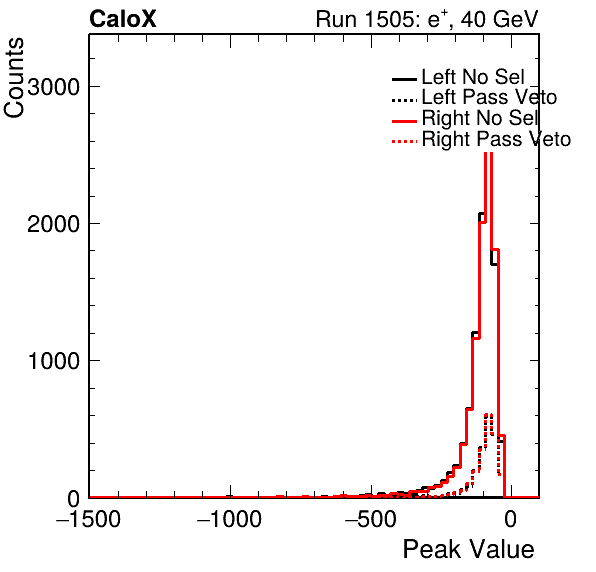 CaloX
Run 1505: e+, 40 GeV
Counts
3000
2000
1000
0
Left No Sel
Left Pass Veto
Right No Sel
Right Pass Veto
−1500 −1000 −500 0
Peak Value